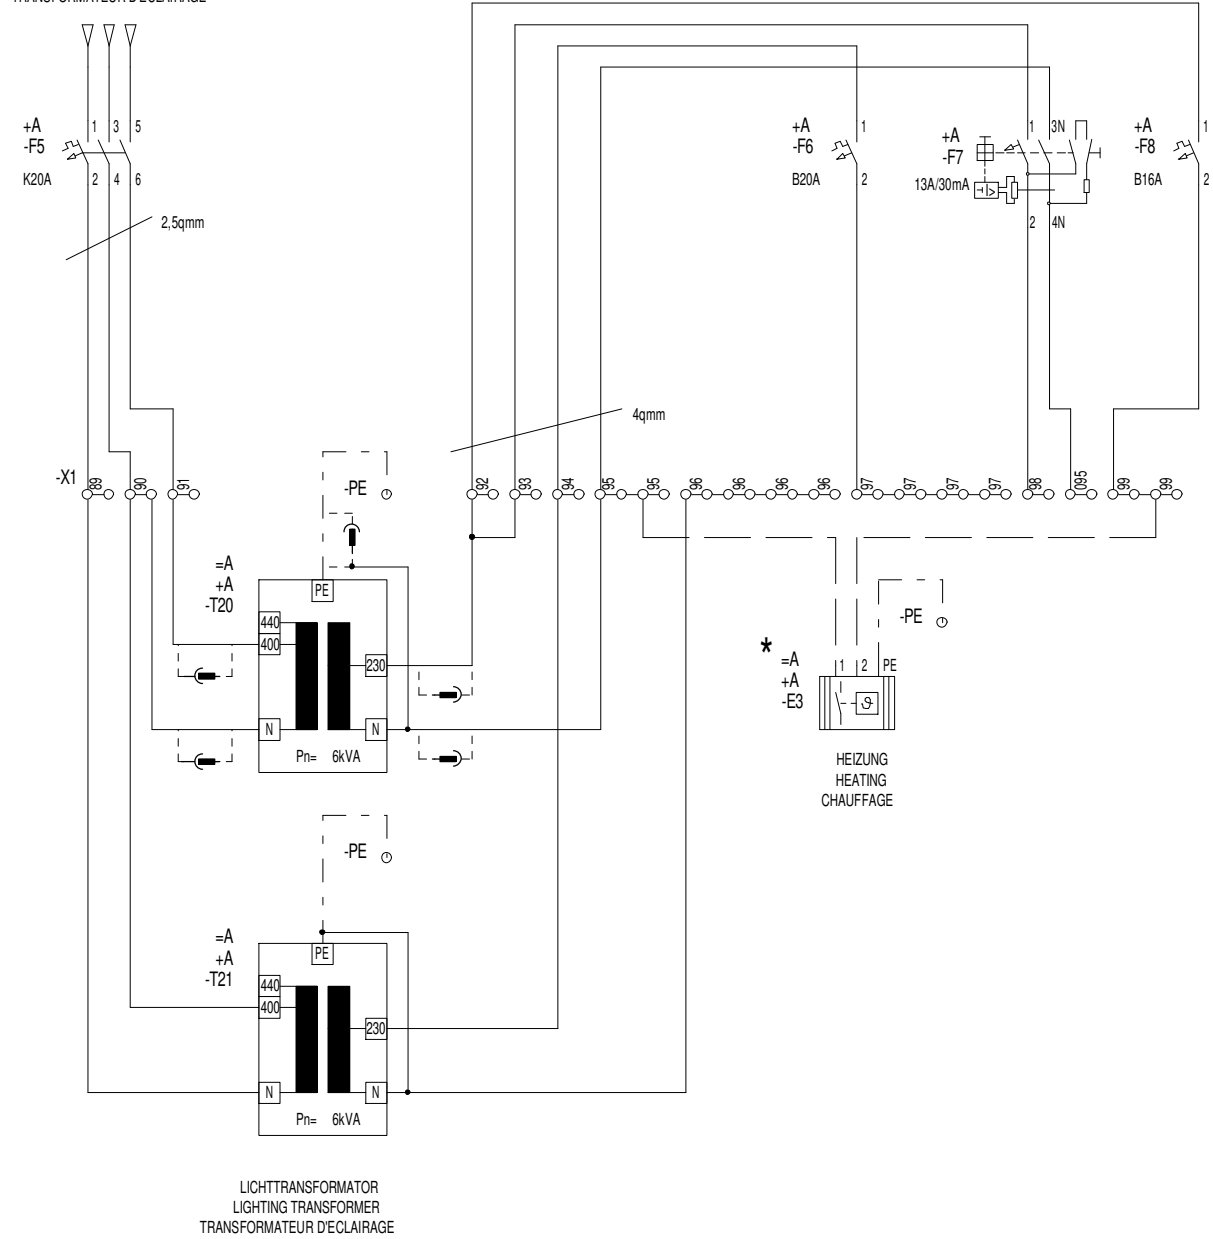 TRANSFORMATEUR D'ECLAIRAGE
+A
-F5
K20A
1 3 5
2 4 6
2,5qmm
+A
-F6
B20A
1
2
+A
-F7
13A/30mA
1 3N
2 4N
+A
-F8
B16A
1
2
4qmm
-X1
89 90 91
92 93 94 95 95 96 96 96 96 97 97 97 97 98 095 99 99
-PE
=A
+A
-T20
PE
440
400
230
N N
Pn= 6kVA
-PE
*
=A
+A
-E3
1 2 PE
ϑ
HEIZUNG
HEATING
CHAUFFAGE
-PE
=A
+A
-T21
PE
440
400
230
N N
Pn= 6kVA
LICHTTRANSFORMATOR
LIGHTING TRANSFORMER
TRANSFORMATEUR D'ECLAIRAGE